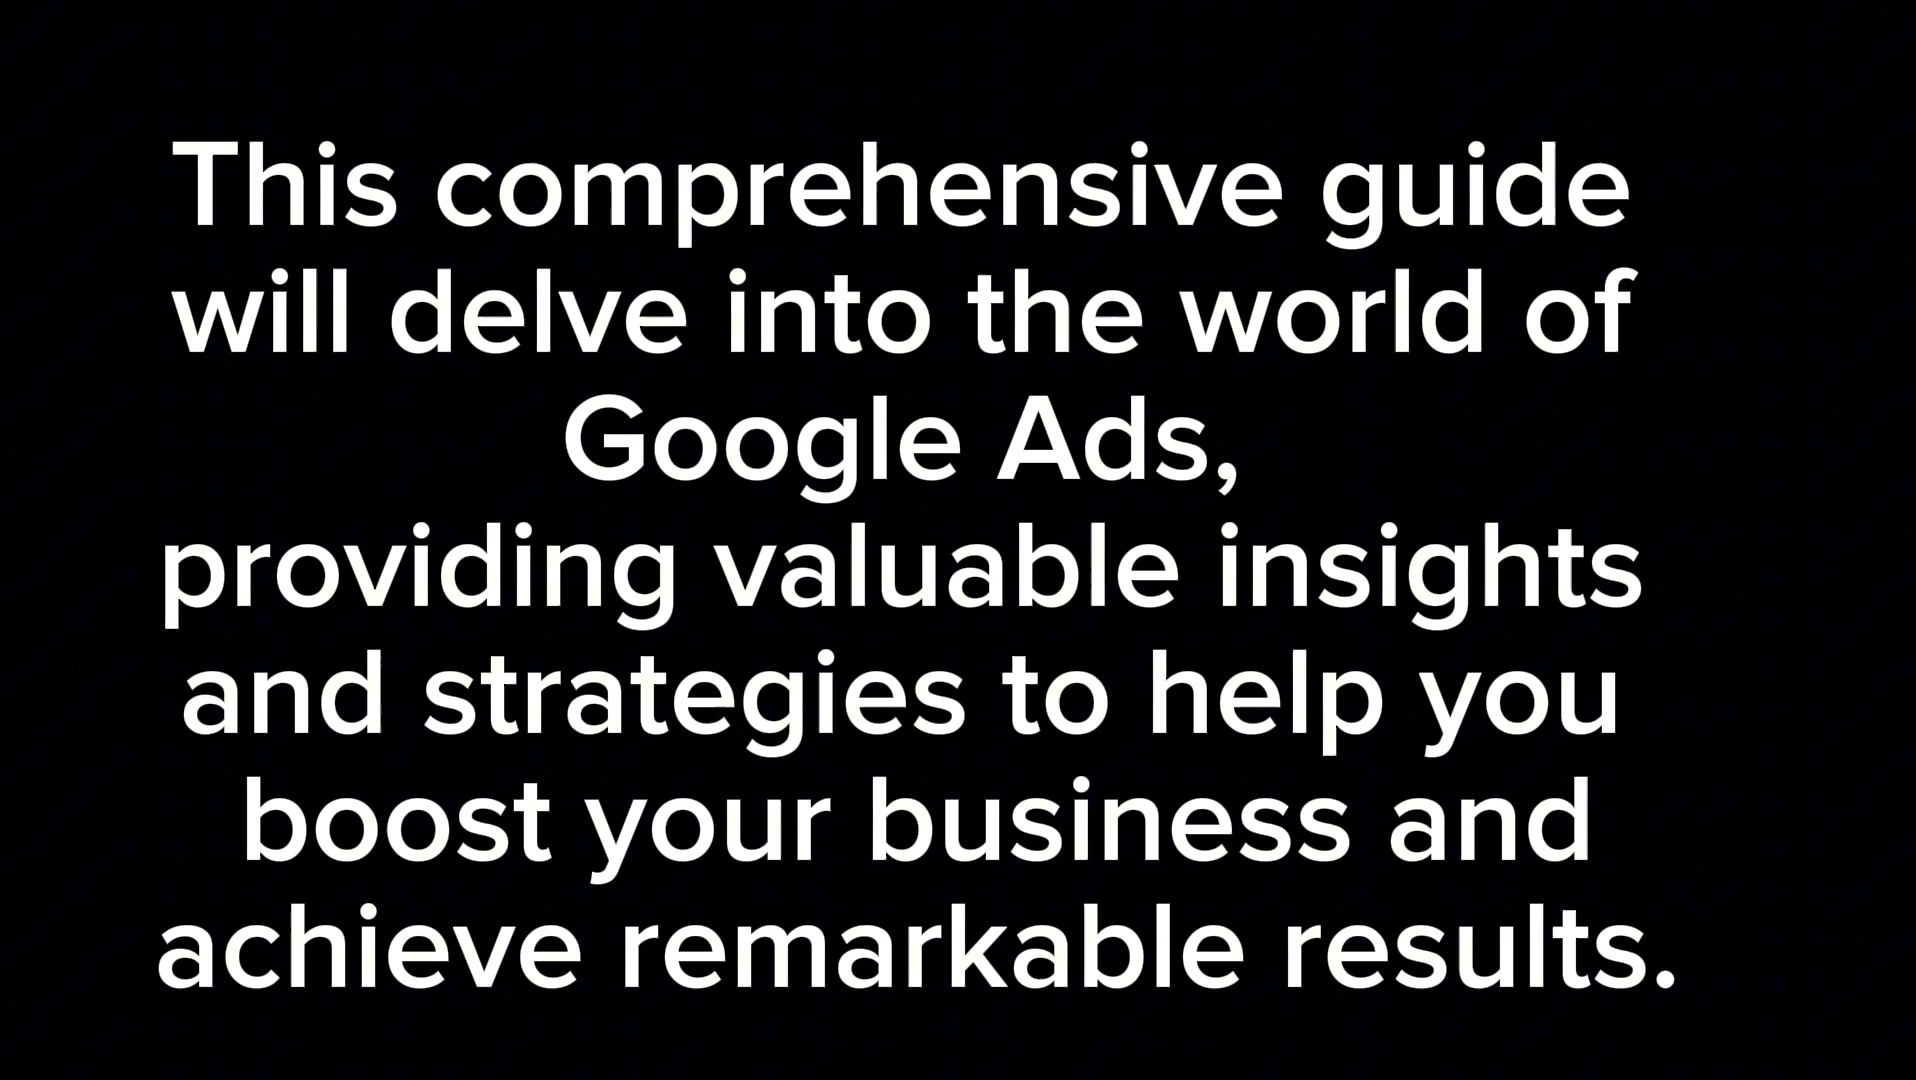 This comprehensive guide
will delve into the world of
Google Ads,
providing valuable insights
and strategies to help you
boost your business and
achieve remarkable results.